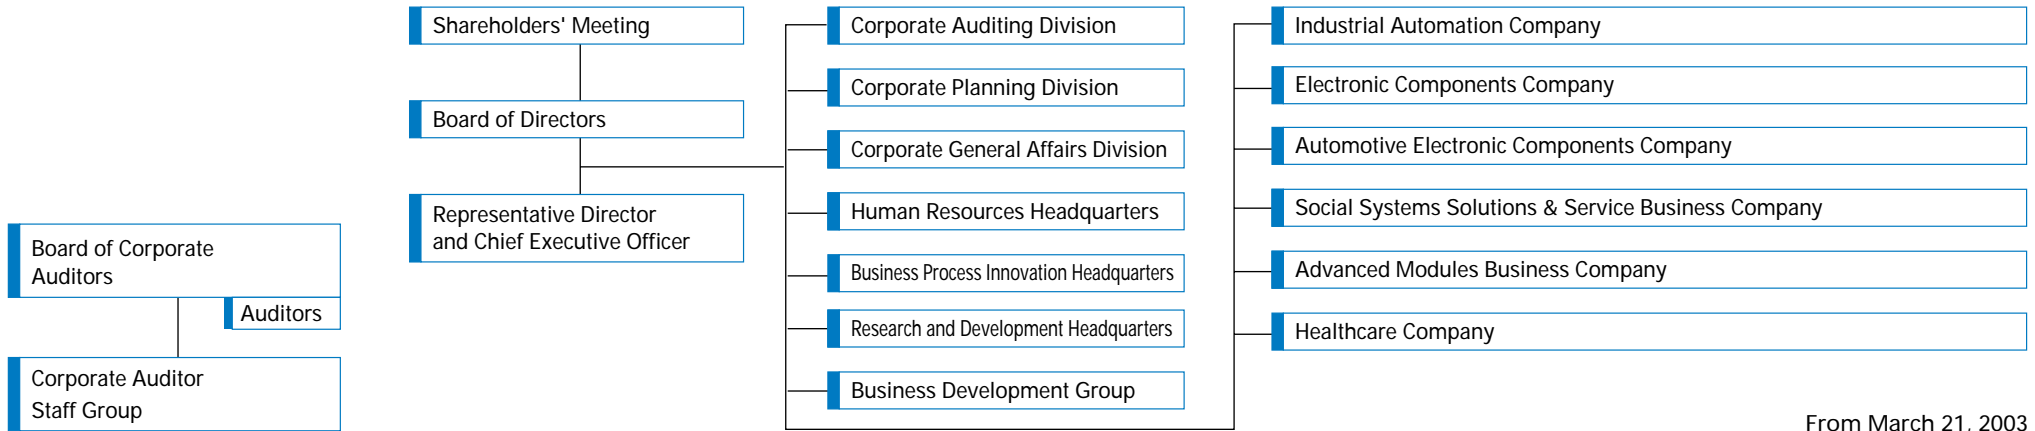 Shareholders' Meeting
Board of Directors
Representative Director
and Chief Executive Officer
Board of Corporate
Auditors
Auditors
Corporate Auditor
Staff Group
Corporate Auditing Division
Corporate Planning Division
Corporate General Affairs Division
Human Resources Headquarters
Business Process Innovation Headquarters
Research and Development Headquarters
Business Development Group
Industrial Automation Company
Electronic Components Company
Automotive Electronic Components Company
Social Systems Solutions & Service Business Company
Advanced Modules Business Company
Healthcare Company
From March 21, 2003